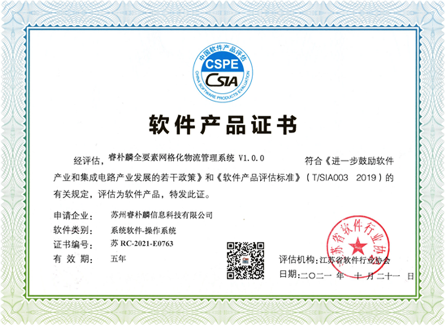 中国软件产品评估
CSPE
CSIA
CHINA SOFTWARE PRODUCTS EVALUATION
软件产品证书
经评估，睿朴麟全要素网格化物流管理系统 V1.0.0 符合《进一步鼓励软件
产业和集成电路产业发展的若干政策》和《软件产品评估标准》（T/SIA003 2019）的
有关规定，评估为软件产品，特发此证。
申请企业： 苏州睿朴麟信息科技有限公司
软件类别： 系统软件-操作系统
证书编号： 苏 RC-2021-E0763
有 效 期： 五年
评估机构：江苏省软件行业协会
日期：二〇二一年 十一月 二十一日
江苏省软件行业协会